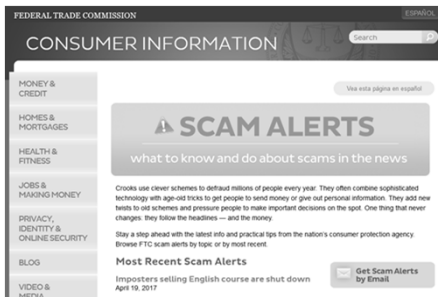 FEDERAL TRADE COMMISSION
ESPAÑOL
CONSUMER INFORMATION
Search
MONEY &
CREDIT
HOMES &
MORTGAGES
HEALTH &
FITNESS
JOBS &
MAKING MONEY
PRIVACY,
IDENTITY &
ONLINE SECURITY
BLOG
VIDEO &
MEDIA
Vea esta página en español
SCAM ALERTS
what to know and do about scams in the news
Crooks use clever schemes to defraud millions of people every year. They often combine sophisticated
technology with age-old tricks to get people to send money or give out personal information. They add new
twists to old schemes and pressure people to make important decisions on the spot. One thing that never
changes: they follow the headlines — and the money.
Stay a step ahead with the latest info and practical tips from the nation's consumer protection agency.
Browse FTC scam alerts by topic or by most recent.
Most Recent Scam Alerts
Imposters selling English course are shut down
April 19, 2017
Get Scam Alerts
by Email